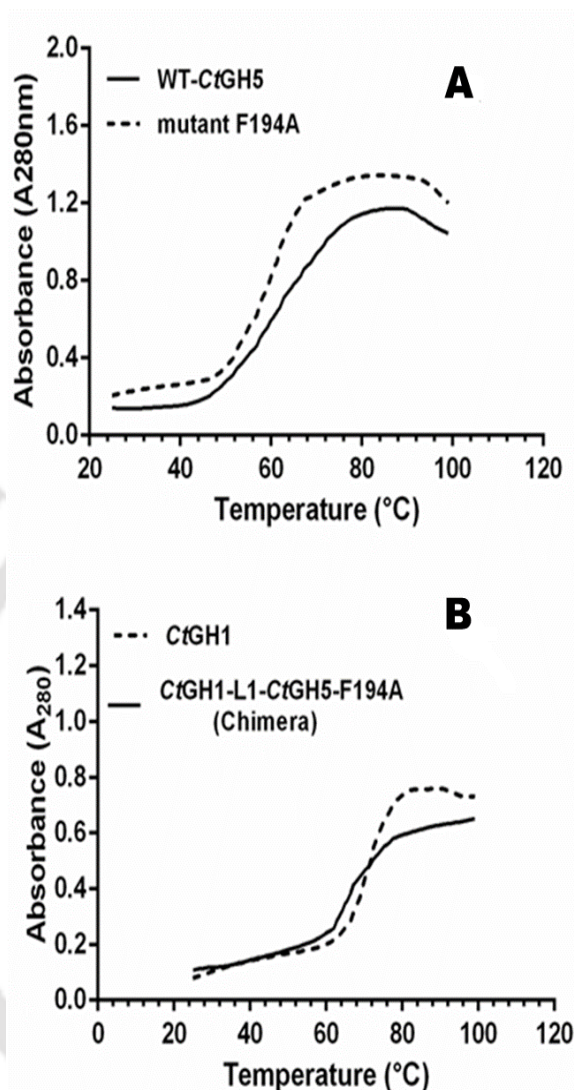 A
WT-CtGH5
mutant F194A
Absorbance (A280nm)
2.0
1.6
1.2
0.8
0.4
0.0
20 40 60 80 100 120
Temperature (°C)
B
CtGH1
CtGH1-L1-CtGH5-F194A
(Chimera)
Absorbance (A₂₈₀)
1.4
1.2
1.0
0.8
0.6
0.4
0.2
0.0
0 20 40 60 80 100 120
Temperature (°C)